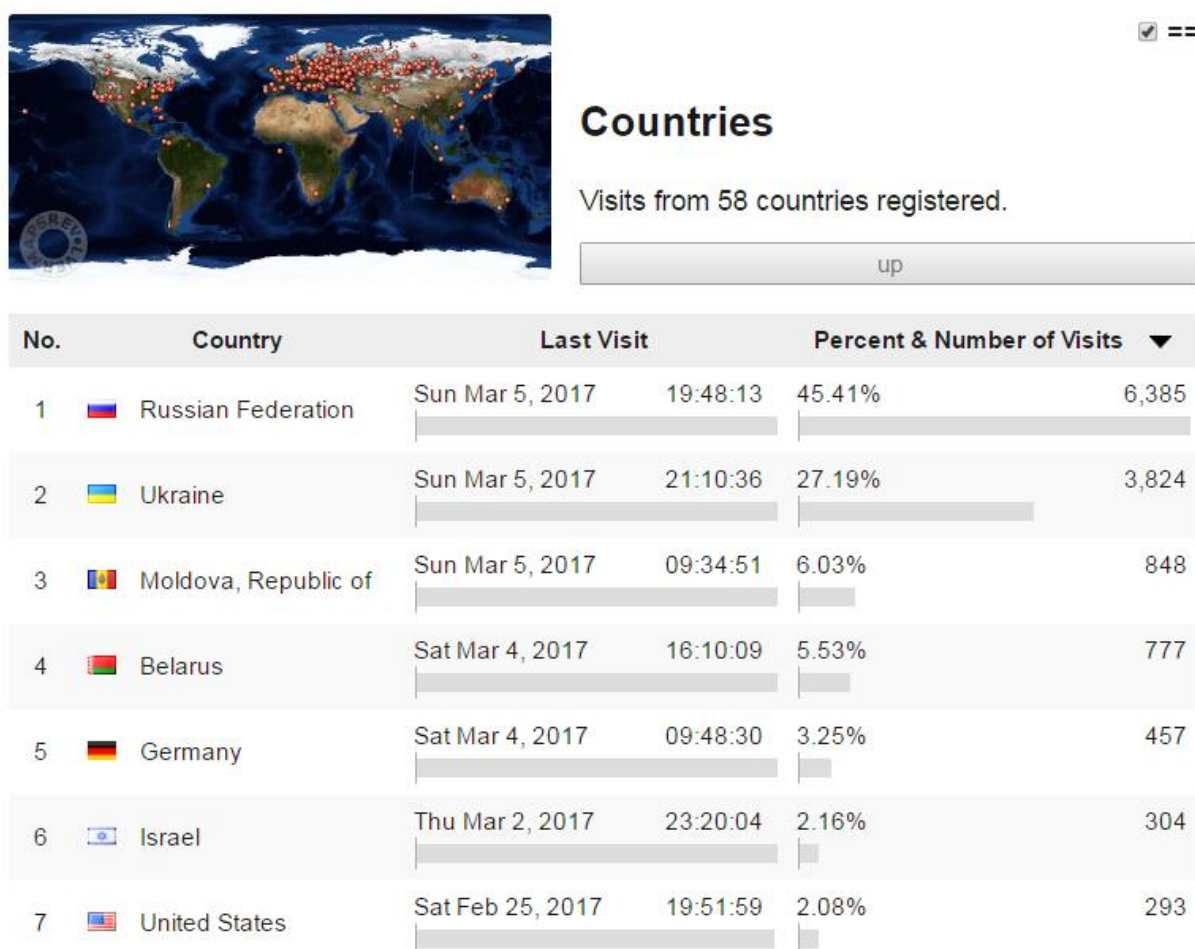 ==
Countries
Visits from 58 countries registered.
up
No. Country Last Visit Percent & Number of Visits
1 Russian Federation Sun Mar 5, 2017 19:48:13 45.41% 6,385
2 Ukraine Sun Mar 5, 2017 21:10:36 27.19% 3,824
3 Moldova, Republic of Sun Mar 5, 2017 09:34:51 6.03% 848
4 Belarus Sat Mar 4, 2017 16:10:09 5.53% 777
5 Germany Sat Mar 4, 2017 09:48:30 3.25% 457
6 Israel Thu Mar 2, 2017 23:20:04 2.16% 304
7 United States Sat Feb 25, 2017 19:51:59 2.08% 293